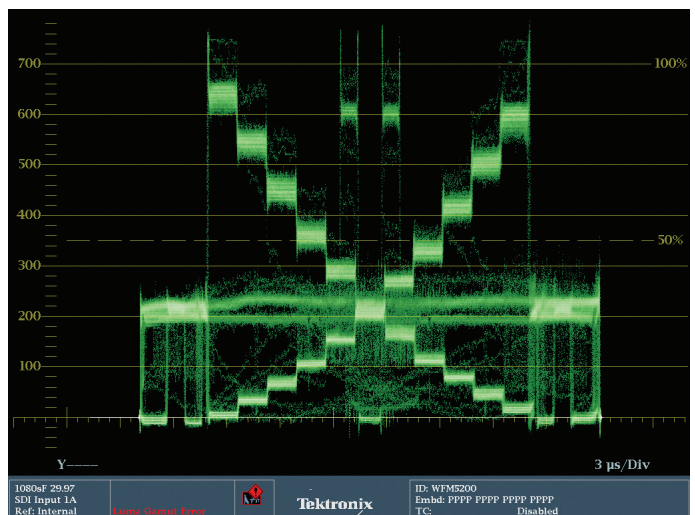 700
100%
600
500
400
50%
300
200
100
Y----
3 µs/Div
1080sF 29.97
SDI Input 1A
Ref: Internal
Luma Gamut Error
Tektronix
ID: WFM5200
Embd: PPPP PPPP PPPP PPPP
TC: Disabled